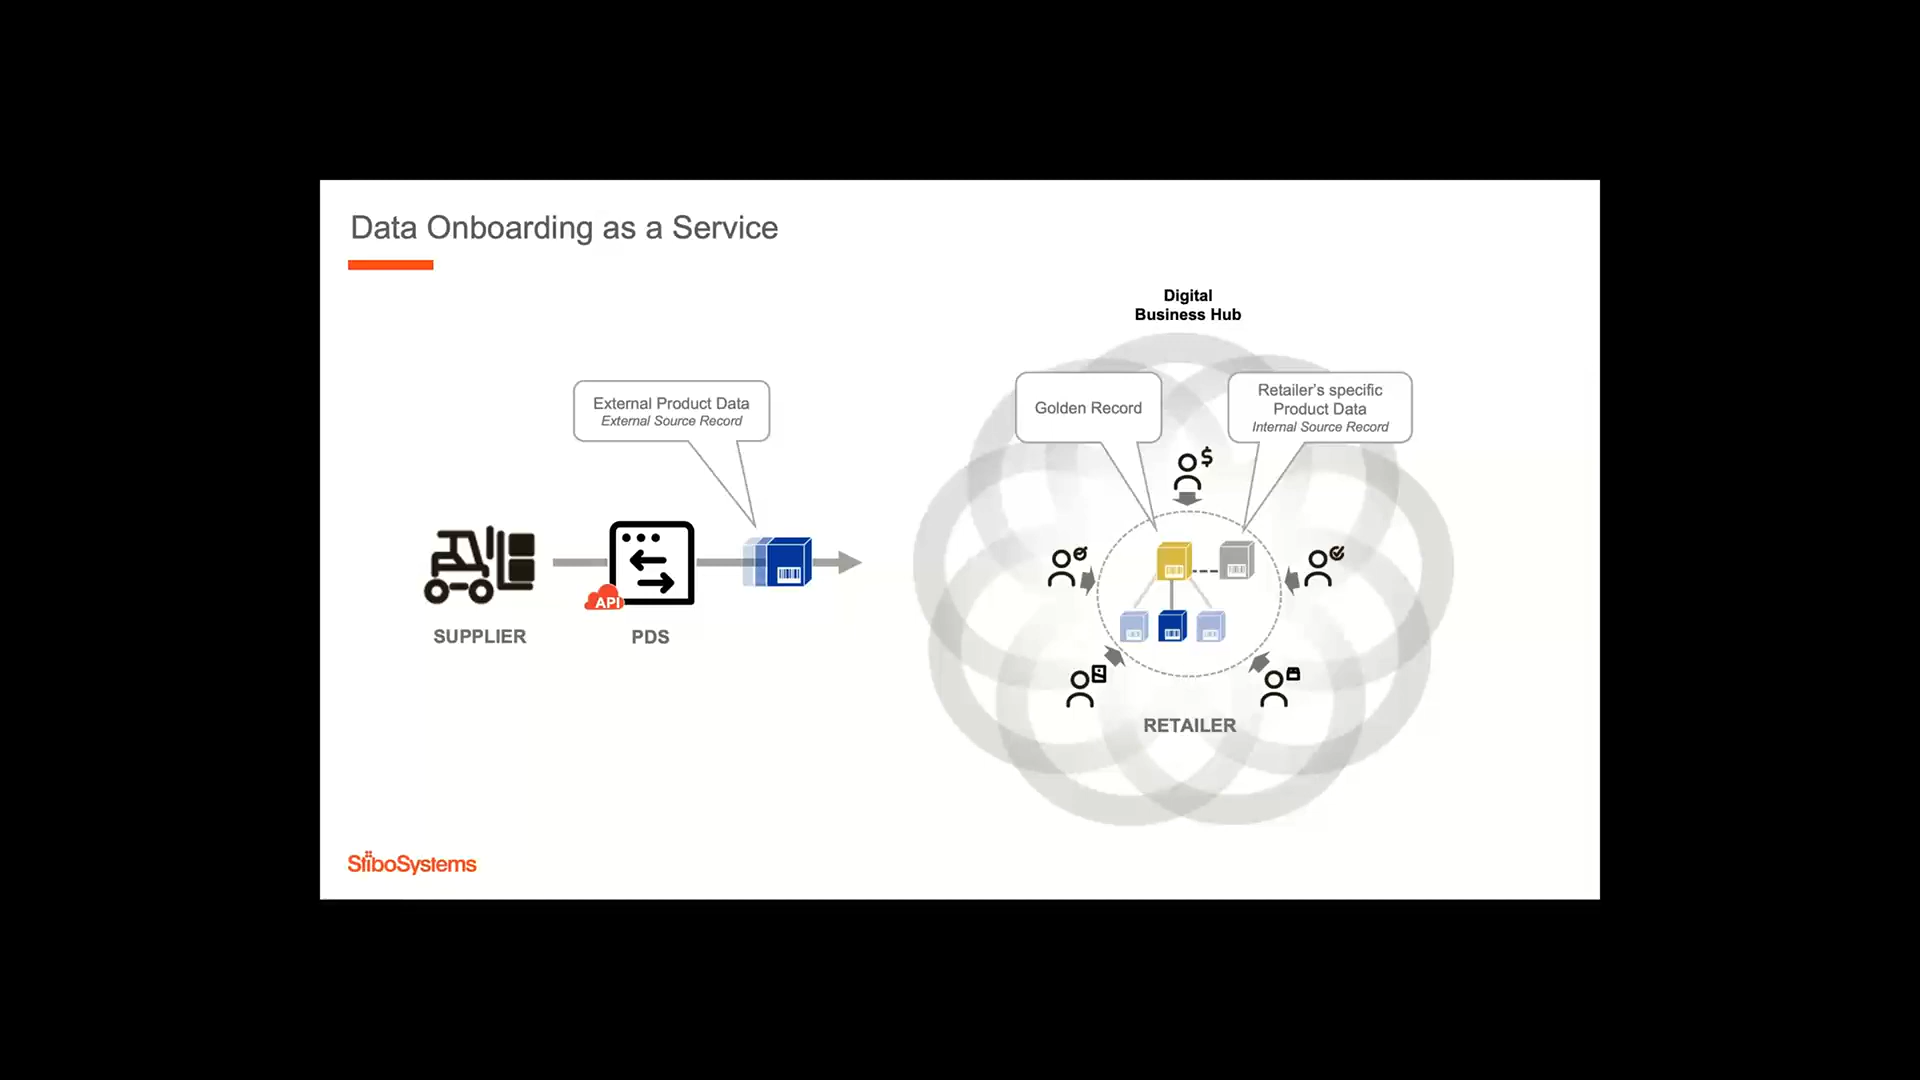 Data Onboarding as a Service
Digital
Business Hub
External Product Data
External Source Record
Golden Record
Retailer's specific
Product Data
Internal Source Record
$
API
SUPPLIER
PDS
RETAILER
StiboSystems